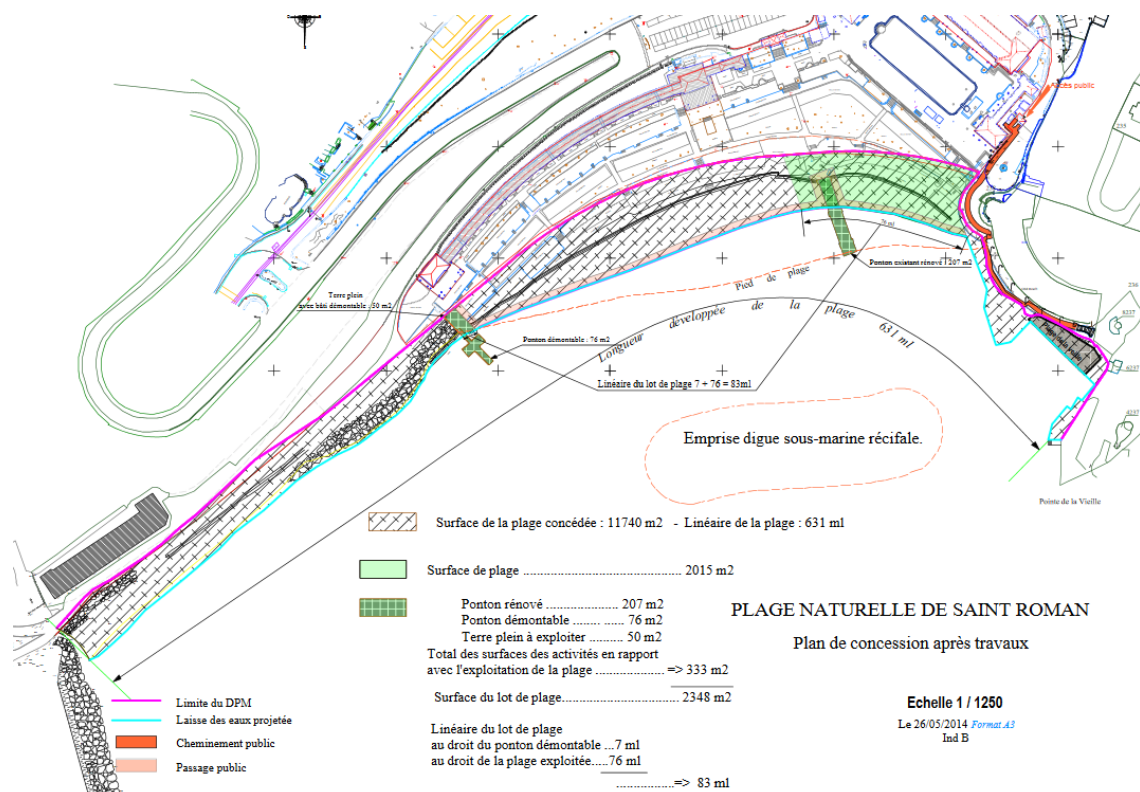 Accès public
235
Terre plein
avec bâti démontable : 50 m2
76 ml
Ponton existant rénové : 207 m2
Pied de plage
Ponton démontable : 76 m2
Longueur développée de la plage 631 ml
Linéaire du lot de plage 7 + 76 = 83ml
236
6237
6237
4237
Emprise digue sous-marine récifale.
Pointe de la Vieille
Surface de la plage concédée : 11740 m2 - Linéaire de la plage : 631 ml
Surface de plage .................................... 2015 m2
Ponton rénové ...................... 207 m2
Ponton démontable ........ ...... 76 m2
Terre plein à exploiter .......... 50 m2
Total des surfaces des activités en rapport
avec l'exploitation de la plage ..................... => 333 m2
Surface du lot de plage........................... 2348 m2
Linéaire du lot de plage
au droit du ponton démontable ...7 ml
au droit de la plage exploitée.....76 ml
..................=> 83 ml
Limite du DPM
Laisse des eaux projetée
Cheminement public
Passage public
PLAGE NATURELLE DE SAINT ROMAN
Plan de concession après travaux
Echelle 1 / 1250
Le 26/05/2014 Format A3
Ind B